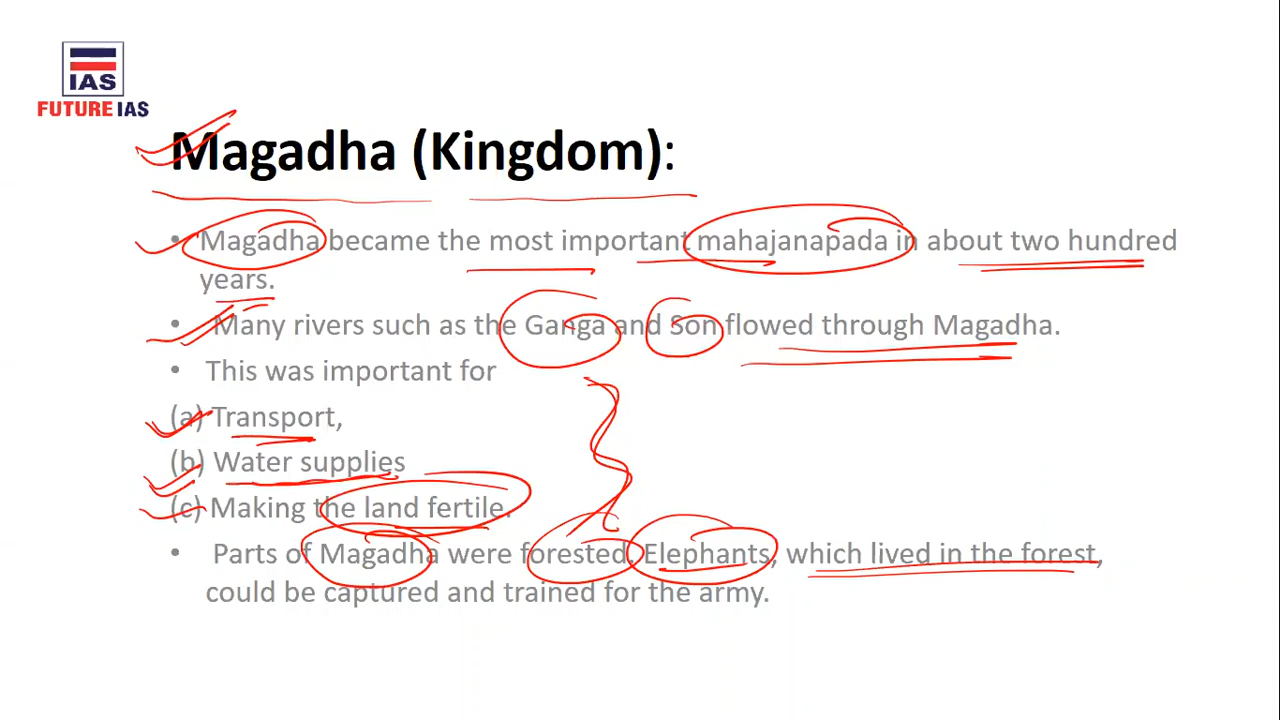 IAS
FUTURE IAS
Magadha (Kingdom):
• Magadha became the most important mahajanapada in about two hundred
years.
• Many rivers such as the Ganga and Son flowed through Magadha.
• This was important for
(a) Transport,
(b) Water supplies
(c) Making the land fertile.
• Parts of Magadha were forested. Elephants, which lived in the forest,
could be captured and trained for the army.